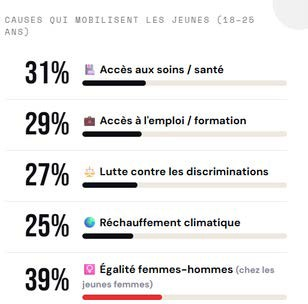 CAUSES QUI MOBILISENT LES JEUNES (18–25
ANS)
31% Accès aux soins / santé
29% Accès à l'emploi / formation
27% Lutte contre les discriminations
25% Réchauffement climatique
39% Égalité femmes-hommes (chez les
jeunes femmes)